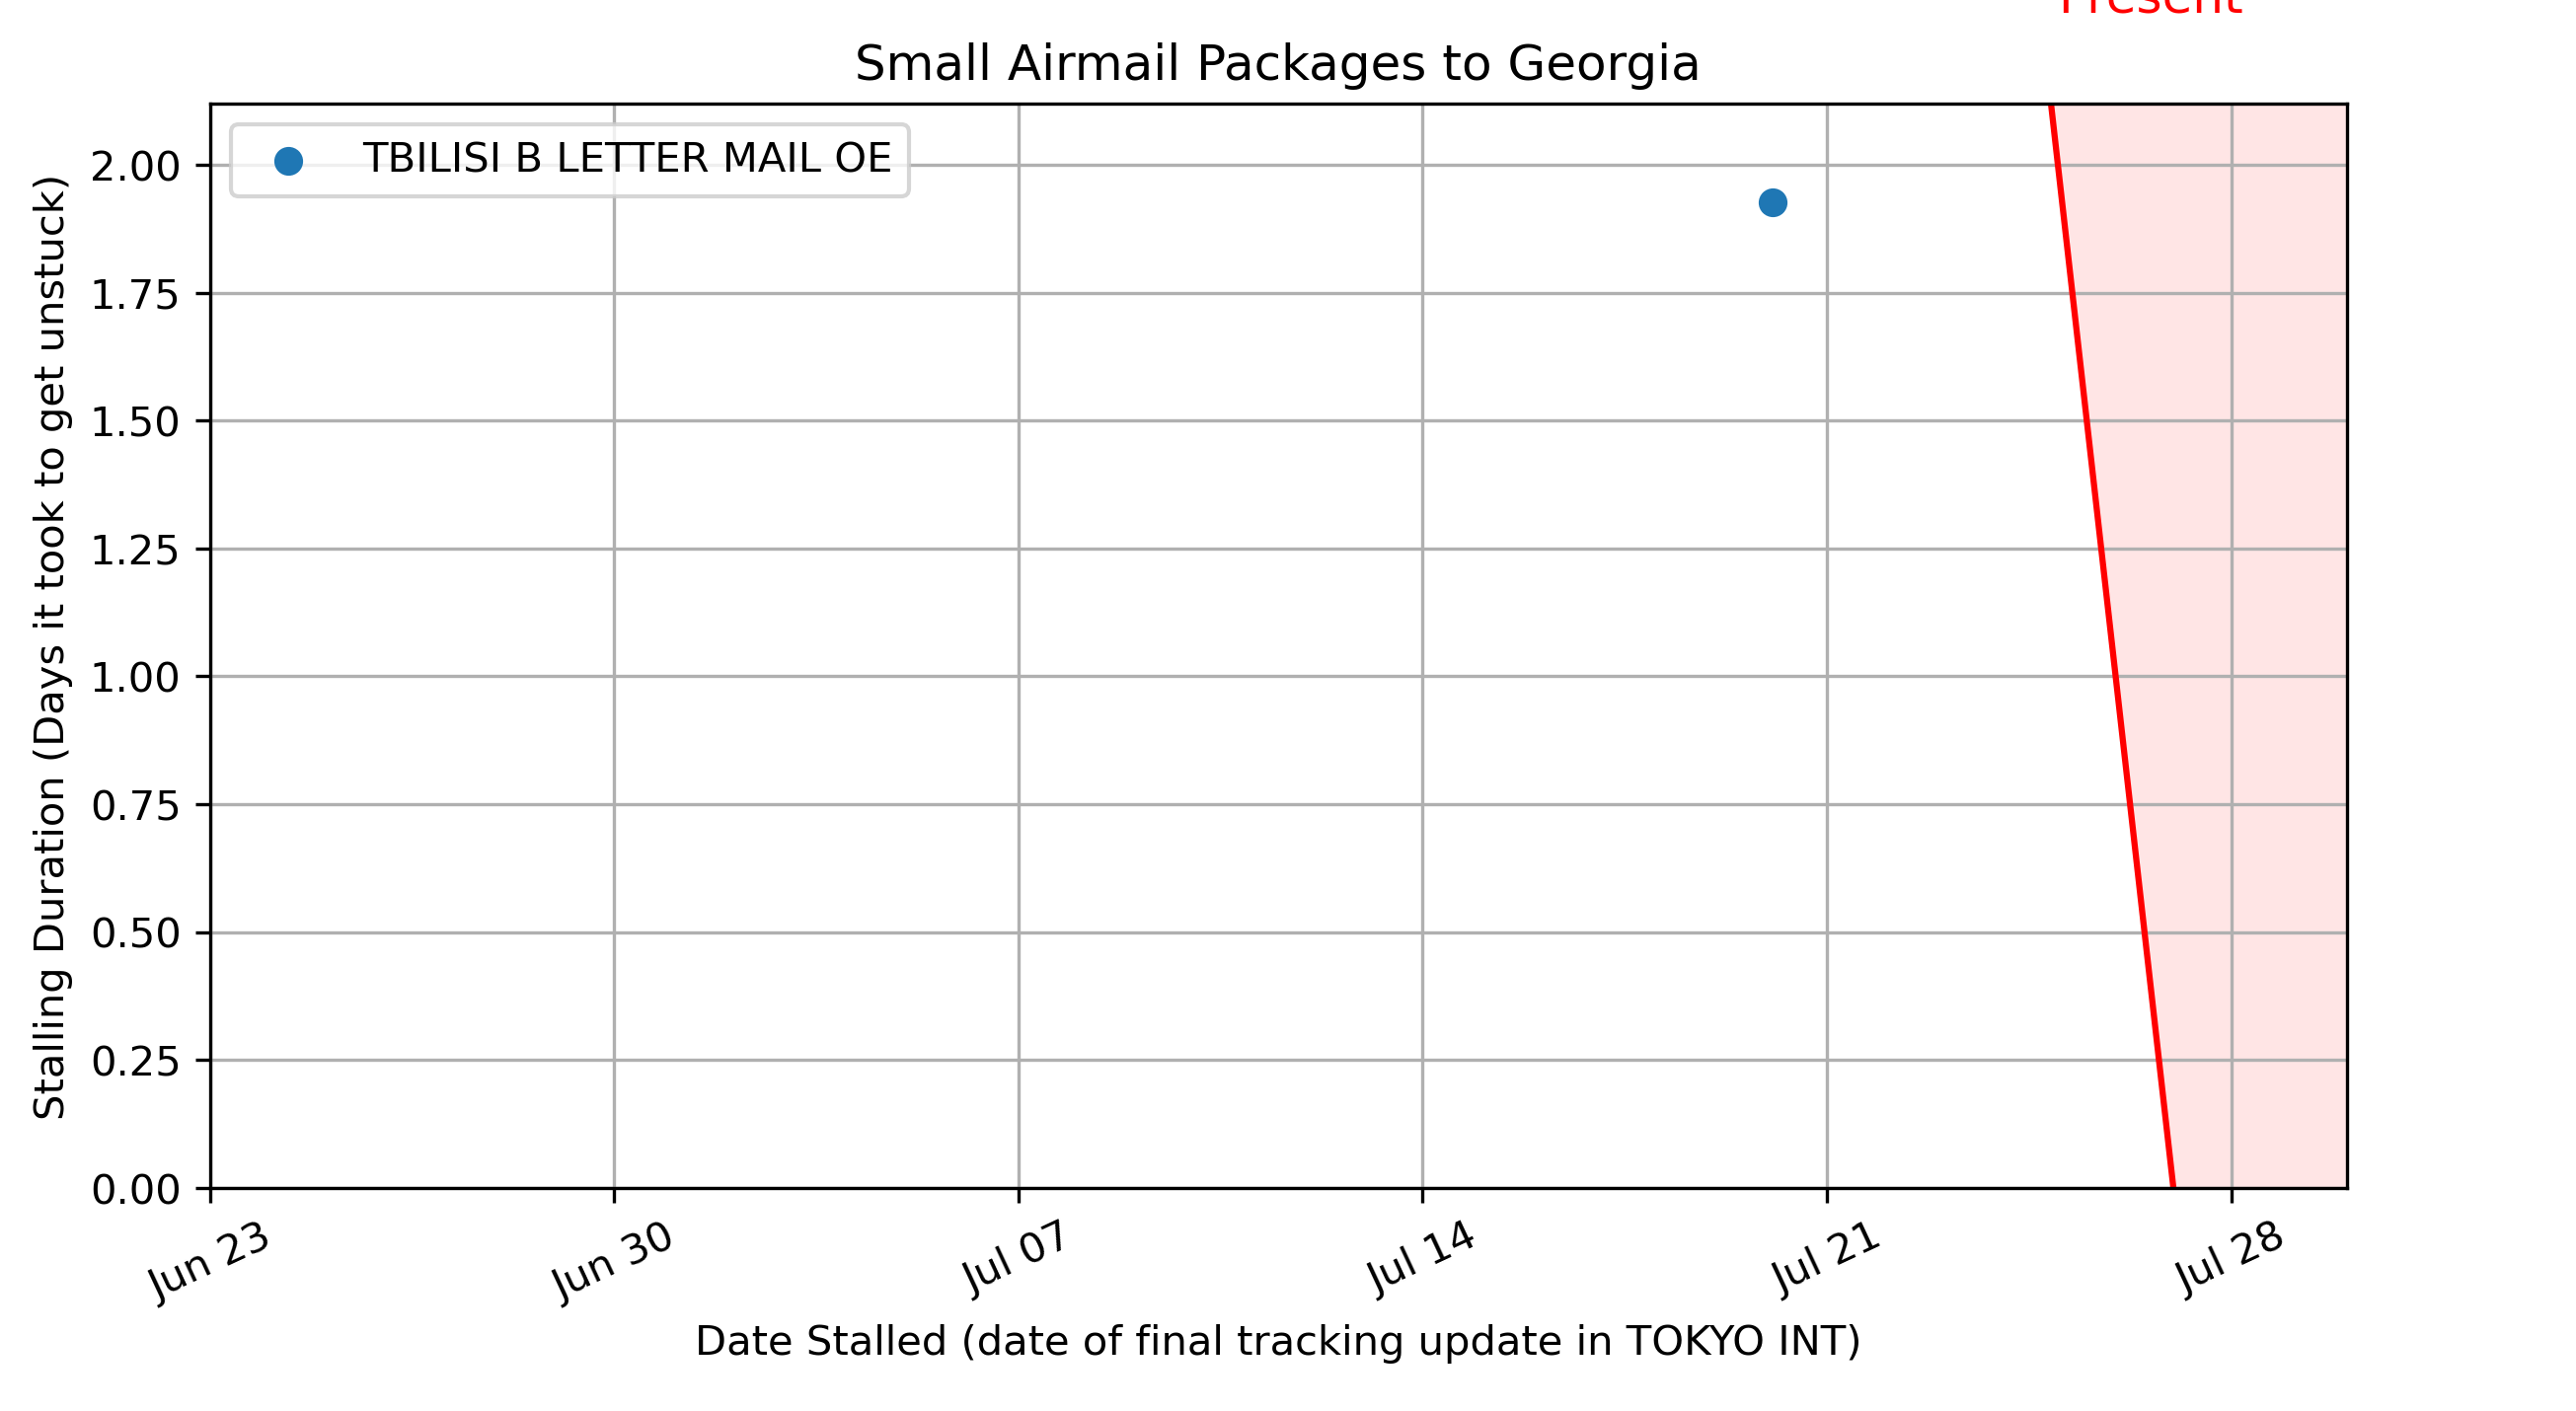 Present
Small Airmail Packages to Georgia
TBILISI B LETTER MAIL OE
Stalling Duration (Days it took to get unstuck)
2.00
1.75
1.50
1.25
1.00
0.75
0.50
0.25
0.00
Jun 23
Jun 30
Jul 07
Jul 14
Jul 21
Jul 28
Date Stalled (date of final tracking update in TOKYO INT)